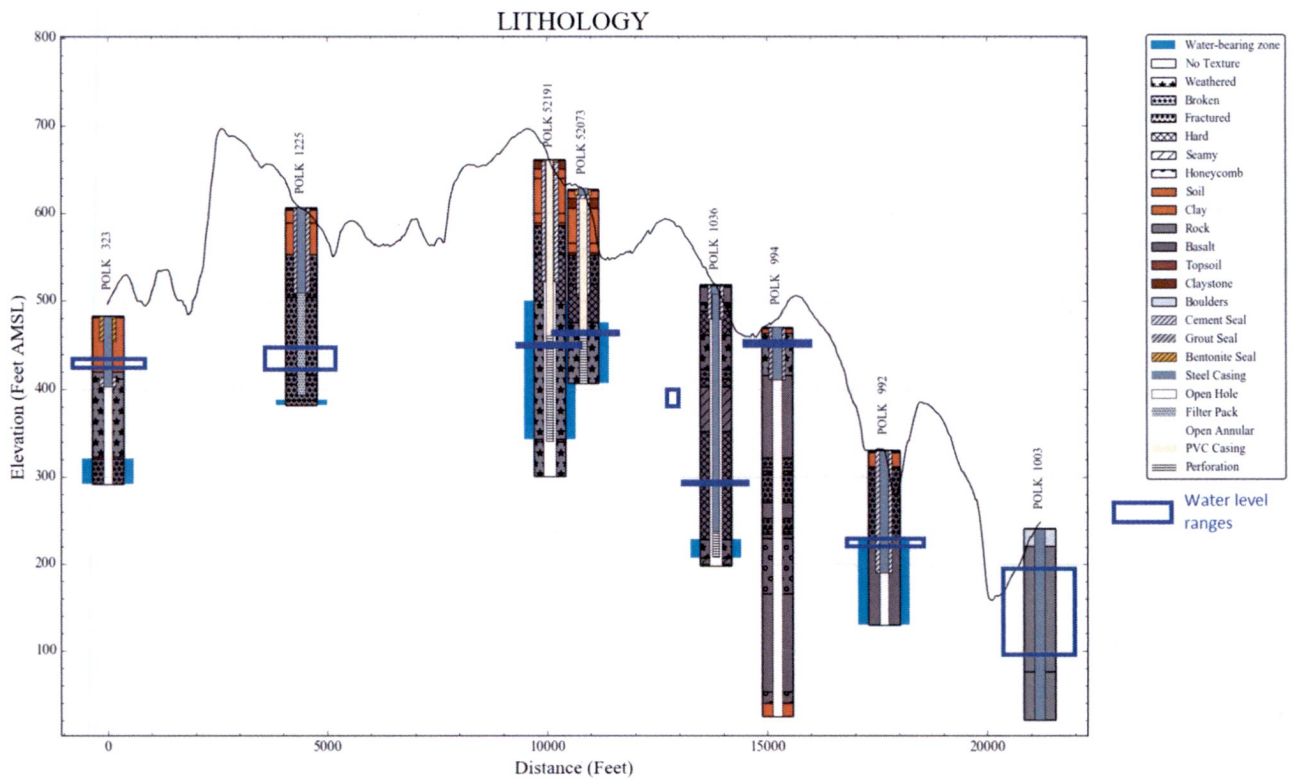 LITHOLOGY
800
700
600
500
400
300
200
100
Elevation (Feet AMSL)
0
5000
10000
15000
20000
Distance (Feet)
POLK 323
POLK 1225
POLK 52191
POLK 52073
POLK 1036
POLK 994
POLK 992
POLK 1003
Water-bearing zone
No Texture
Weathered
Broken
Fractured
Hard
Seamy
Honeycomb
Soil
Clay
Rock
Basalt
Topsoil
Claystone
Boulders
Cement Seal
Grout Seal
Bentonite Seal
Steel Casing
Open Hole
Filter Pack
Open Annular
PVC Casing
Perforation
Water level
ranges